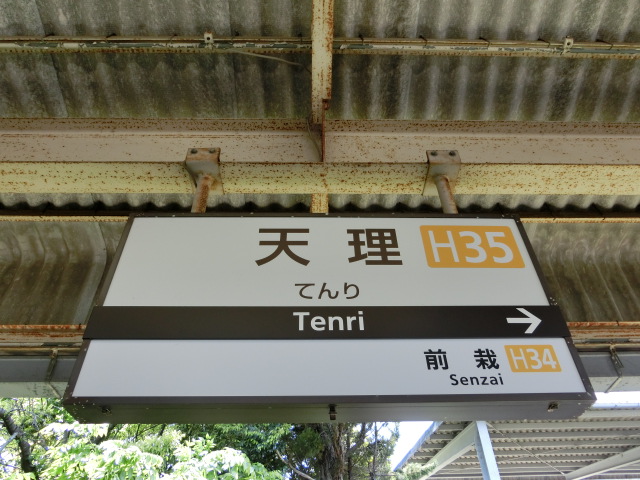 天理 H35
てんり
Tenri →
前栽 H34
Senzai